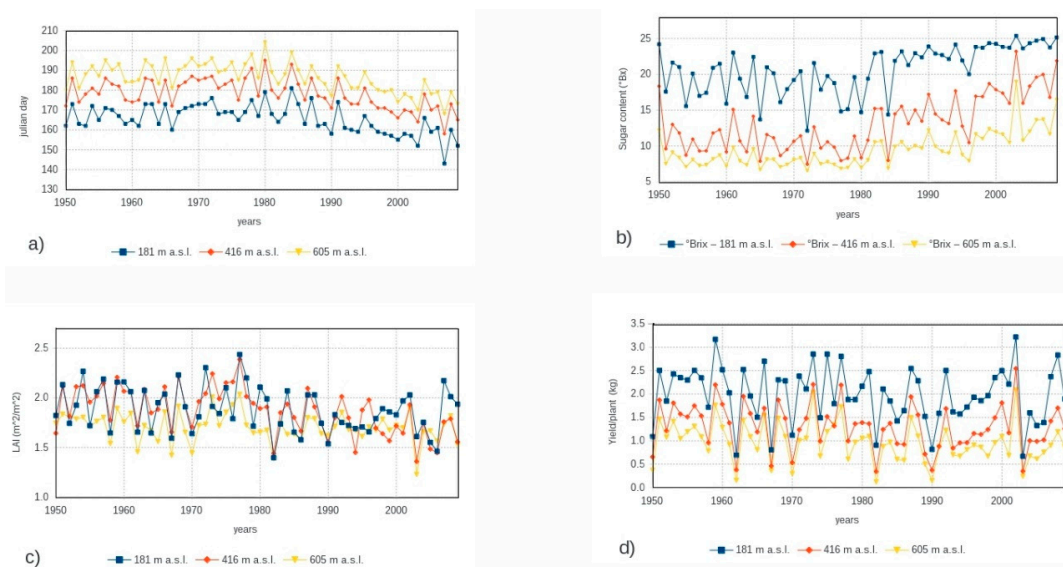 210
200
190
180
170
160
150
140
130
julian day
1950 1960 1970 1980 1990 2000
years
181 m a.s.l. 416 m a.s.l. 605 m a.s.l.
a)
25
20
15
10
5
Sugar content (°Bx)
1950 1960 1970 1980 1990 2000
years
°Brix – 181 m a.s.l. °Brix – 416 m a.s.l. °Brix – 605 m a.s.l.
b)
2.5
2.0
1.5
1.0
LAI (m^2/m^2)
1950 1960 1970 1980 1990 2000
years
181 m a.s.l. 416 m a.s.l. 605 m a.s.l.
c)
3.5
3.0
2.5
2.0
1.5
1.0
0.5
0.0
Yield/plant (kg)
1950 1960 1970 1980 1990 2000
years
181 m a.s.l. 416 m a.s.l. 605 m a.s.l.
d)